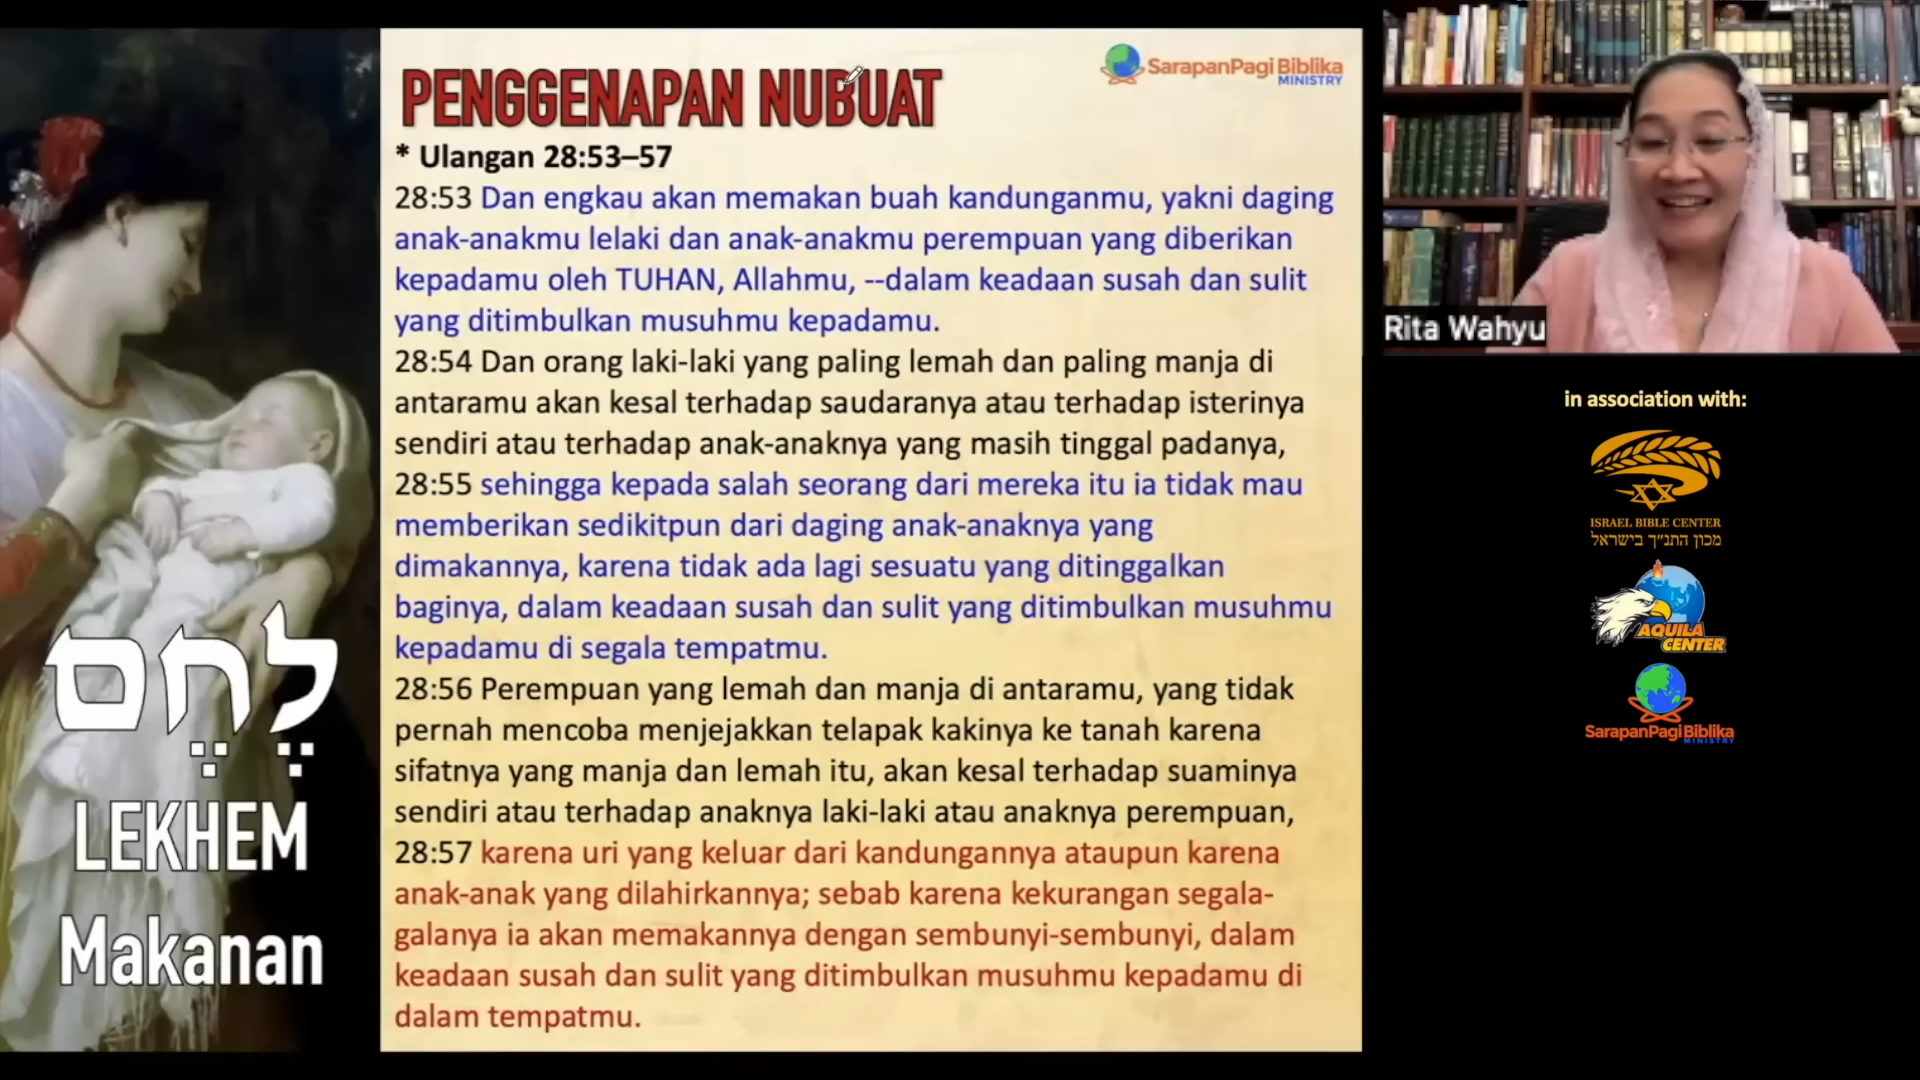 PENGGENAPAN NUBUAT
SarapanPagi Biblika
MINISTRY
* Ulangan 28:53–57
28:53 Dan engkau akan memakan buah kandunganmu, yakni daging
anak-anakmu lelaki dan anak-anakmu perempuan yang diberikan
kepadamu oleh TUHAN, Allahmu, --dalam keadaan susah dan sulit
yang ditimbulkan musuhmu kepadamu.
28:54 Dan orang laki-laki yang paling lemah dan paling manja di
antaramu akan kesal terhadap saudaranya atau terhadap isterinya
sendiri atau terhadap anak-anaknya yang masih tinggal padanya,
28:55 sehingga kepada salah seorang dari mereka itu ia tidak mau
memberikan sedikitpun dari daging anak-anaknya yang
dimakannya, karena tidak ada lagi sesuatu yang ditinggalkan
baginya, dalam keadaan susah dan sulit yang ditimbulkan musuhmu
kepadamu di segala tempatmu.
28:56 Perempuan yang lemah dan manja di antaramu, yang tidak
pernah mencoba menjejakkan telapak kakinya ke tanah karena
sifatnya yang manja dan lemah itu, akan kesal terhadap suaminya
sendiri atau terhadap anaknya laki-laki atau anaknya perempuan,
28:57 karena uri yang keluar dari kandungannya ataupun karena
anak-anak yang dilahirkannya; sebab karena kekurangan segala-
galanya ia akan memakannya dengan sembunyi-sembunyi, dalam
keadaan susah dan sulit yang ditimbulkan musuhmu kepadamu di
dalam tempatmu.
לֶחֶם
LEKHEM
Makanan
Rita Wahyu
in association with:
ISRAEL BIBLE CENTER
מכון התנ״ך בישראל
AQUILA
CENTER
SarapanPagi Biblika
MINISTRY